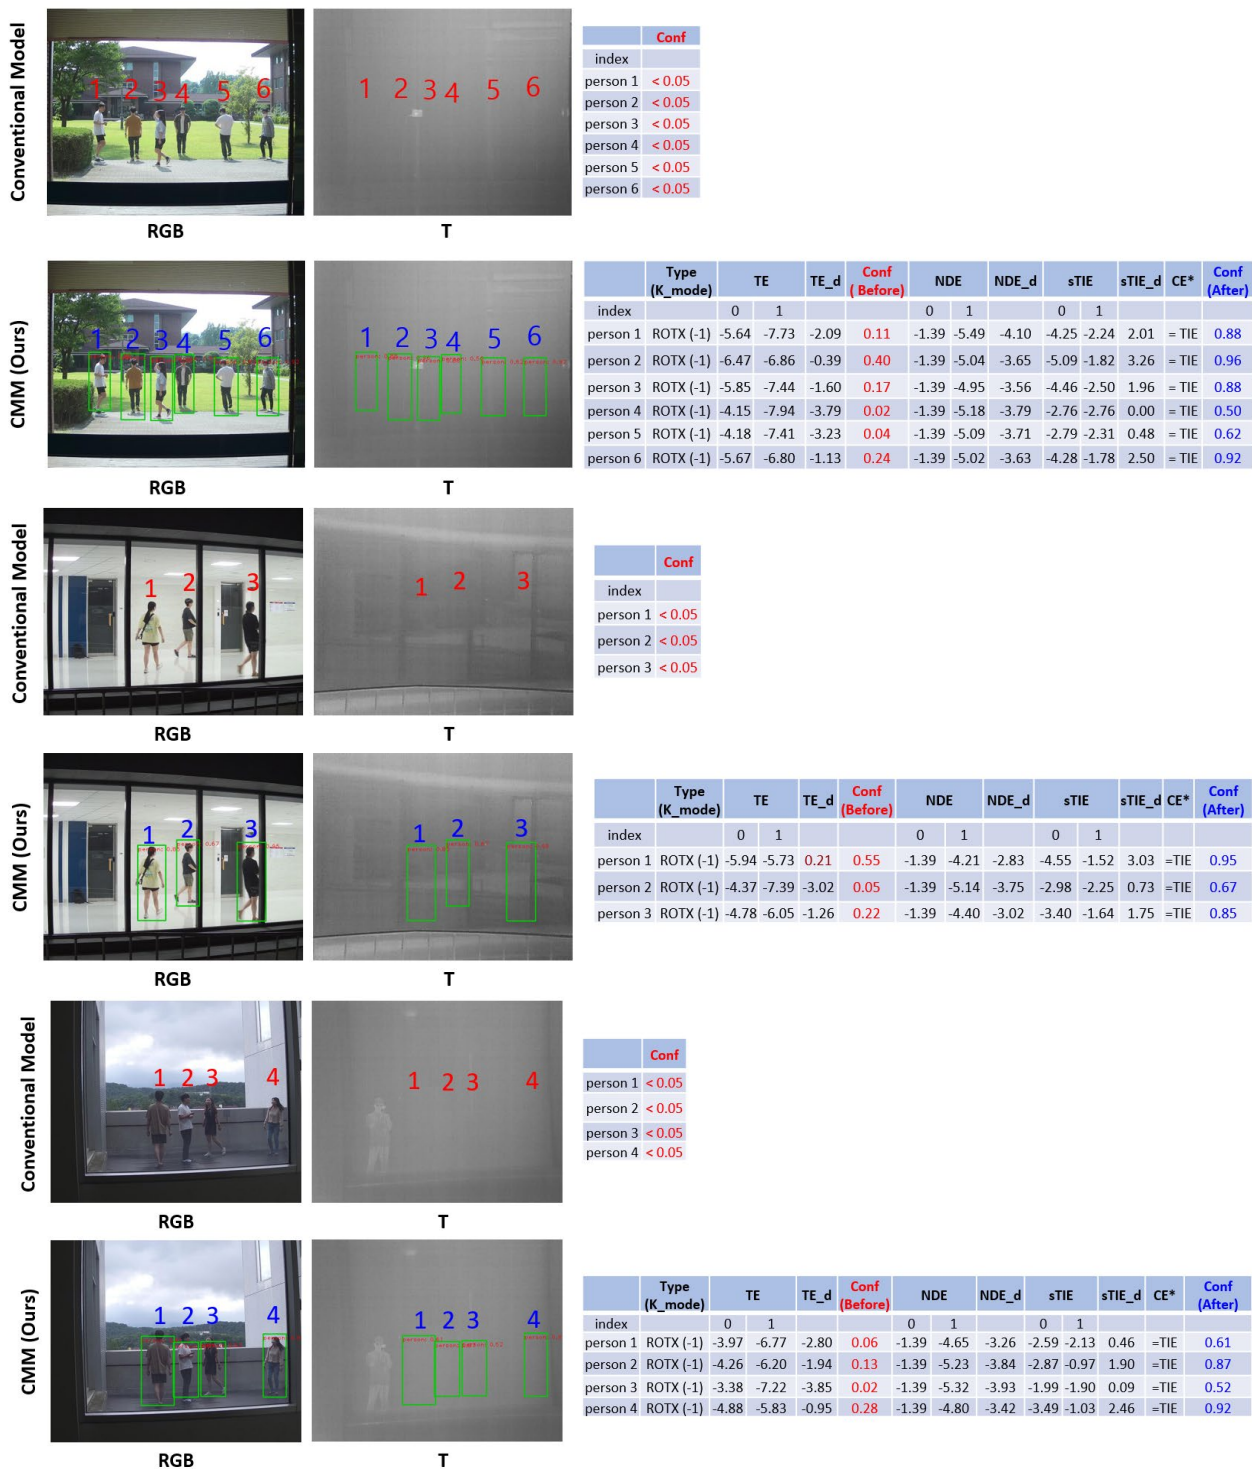 Conventional Model
1 2 3 4 5 6
1 2 3 4 5 6
RGB
T
Conf
index
person 1 < 0.05
person 2 < 0.05
person 3 < 0.05
person 4 < 0.05
person 5 < 0.05
person 6 < 0.05
CMM (Ours)
1 2 3 4 5 6
1 2 3 4 5 6
RGB
T
Type (K_mode) TE TE_d Conf ( Before) NDE NDE_d sTIE sTIE_d CE* Conf (After)
index 0 1 0 1 0 1
person 1 ROTX (-1) -5.64 -7.73 -2.09 0.11 -1.39 -5.49 -4.10 -4.25 -2.24 2.01 = TIE 0.88
person 2 ROTX (-1) -6.47 -6.86 -0.39 0.40 -1.39 -5.04 -3.65 -5.09 -1.82 3.26 = TIE 0.96
person 3 ROTX (-1) -5.85 -7.44 -1.60 0.17 -1.39 -4.95 -3.56 -4.46 -2.50 1.96 = TIE 0.88
person 4 ROTX (-1) -4.15 -7.94 -3.79 0.02 -1.39 -5.18 -3.79 -2.76 -2.76 0.00 = TIE 0.50
person 5 ROTX (-1) -4.18 -7.41 -3.23 0.04 -1.39 -5.09 -3.71 -2.79 -2.31 0.48 = TIE 0.62
person 6 ROTX (-1) -5.67 -6.80 -1.13 0.24 -1.39 -5.02 -3.63 -4.28 -1.78 2.50 = TIE 0.92
Conventional Model
1 2 3
1 2 3
RGB
T
Conf
index
person 1 < 0.05
person 2 < 0.05
person 3 < 0.05
CMM (Ours)
1 2 3
1 2 3
RGB
T
Type (K_mode) TE TE_d Conf (Before) NDE NDE_d sTIE sTIE_d CE* Conf (After)
index 0 1 0 1 0 1
person 1 ROTX (-1) -5.94 -5.73 0.21 0.55 -1.39 -4.21 -2.83 -4.55 -1.52 3.03 =TIE 0.95
person 2 ROTX (-1) -4.37 -7.39 -3.02 0.05 -1.39 -5.14 -3.75 -2.98 -2.25 0.73 =TIE 0.67
person 3 ROTX (-1) -4.78 -6.05 -1.26 0.22 -1.39 -4.40 -3.02 -3.40 -1.64 1.75 =TIE 0.85
Conventional Model
1 2 3 4
1 2 3 4
RGB
T
Conf
person 1 < 0.05
person 2 < 0.05
person 3 < 0.05
person 4 < 0.05
CMM (Ours)
1 2 3 4
1 2 3 4
RGB
T
Type (K_mode) TE TE_d Conf (Before) NDE NDE_d sTIE sTIE_d CE* Conf (After)
index 0 1 0 1 0 1
person 1 ROTX (-1) -3.97 -6.77 -2.80 0.06 -1.39 -4.65 -3.26 -2.59 -2.13 0.46 =TIE 0.61
person 2 ROTX (-1) -4.26 -6.20 -1.94 0.13 -1.39 -5.23 -3.84 -2.87 -0.97 1.90 =TIE 0.87
person 3 ROTX (-1) -3.38 -7.22 -3.85 0.02 -1.39 -5.32 -3.93 -1.99 -1.90 0.09 =TIE 0.52
person 4 ROTX (-1) -4.88 -5.83 -0.95 0.28 -1.39 -4.80 -3.42 -3.49 -1.03 2.46 =TIE 0.92